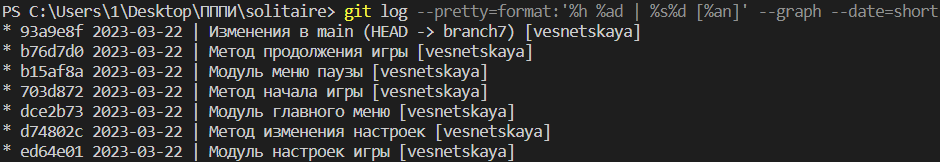 PS C:\Users\1\Desktop\ПППИ\solitaire> git log --pretty=format:'%h %ad | %s%d [%an]' --graph --date=short
* 93a9e8f 2023-03-22 | Изменения в main (HEAD -> branch7) [vesnetskaya]
* b76d7d0 2023-03-22 | Метод продолжения игры [vesnetskaya]
* b15af8a 2023-03-22 | Модуль меню паузы [vesnetskaya]
* 703d872 2023-03-22 | Метод начала игры [vesnetskaya]
* dce2b73 2023-03-22 | Модуль главного меню [vesnetskaya]
* d74802c 2023-03-22 | Метод изменения настроек [vesnetskaya]
* ed64e01 2023-03-22 | Модуль настроек игры [vesnetskaya]